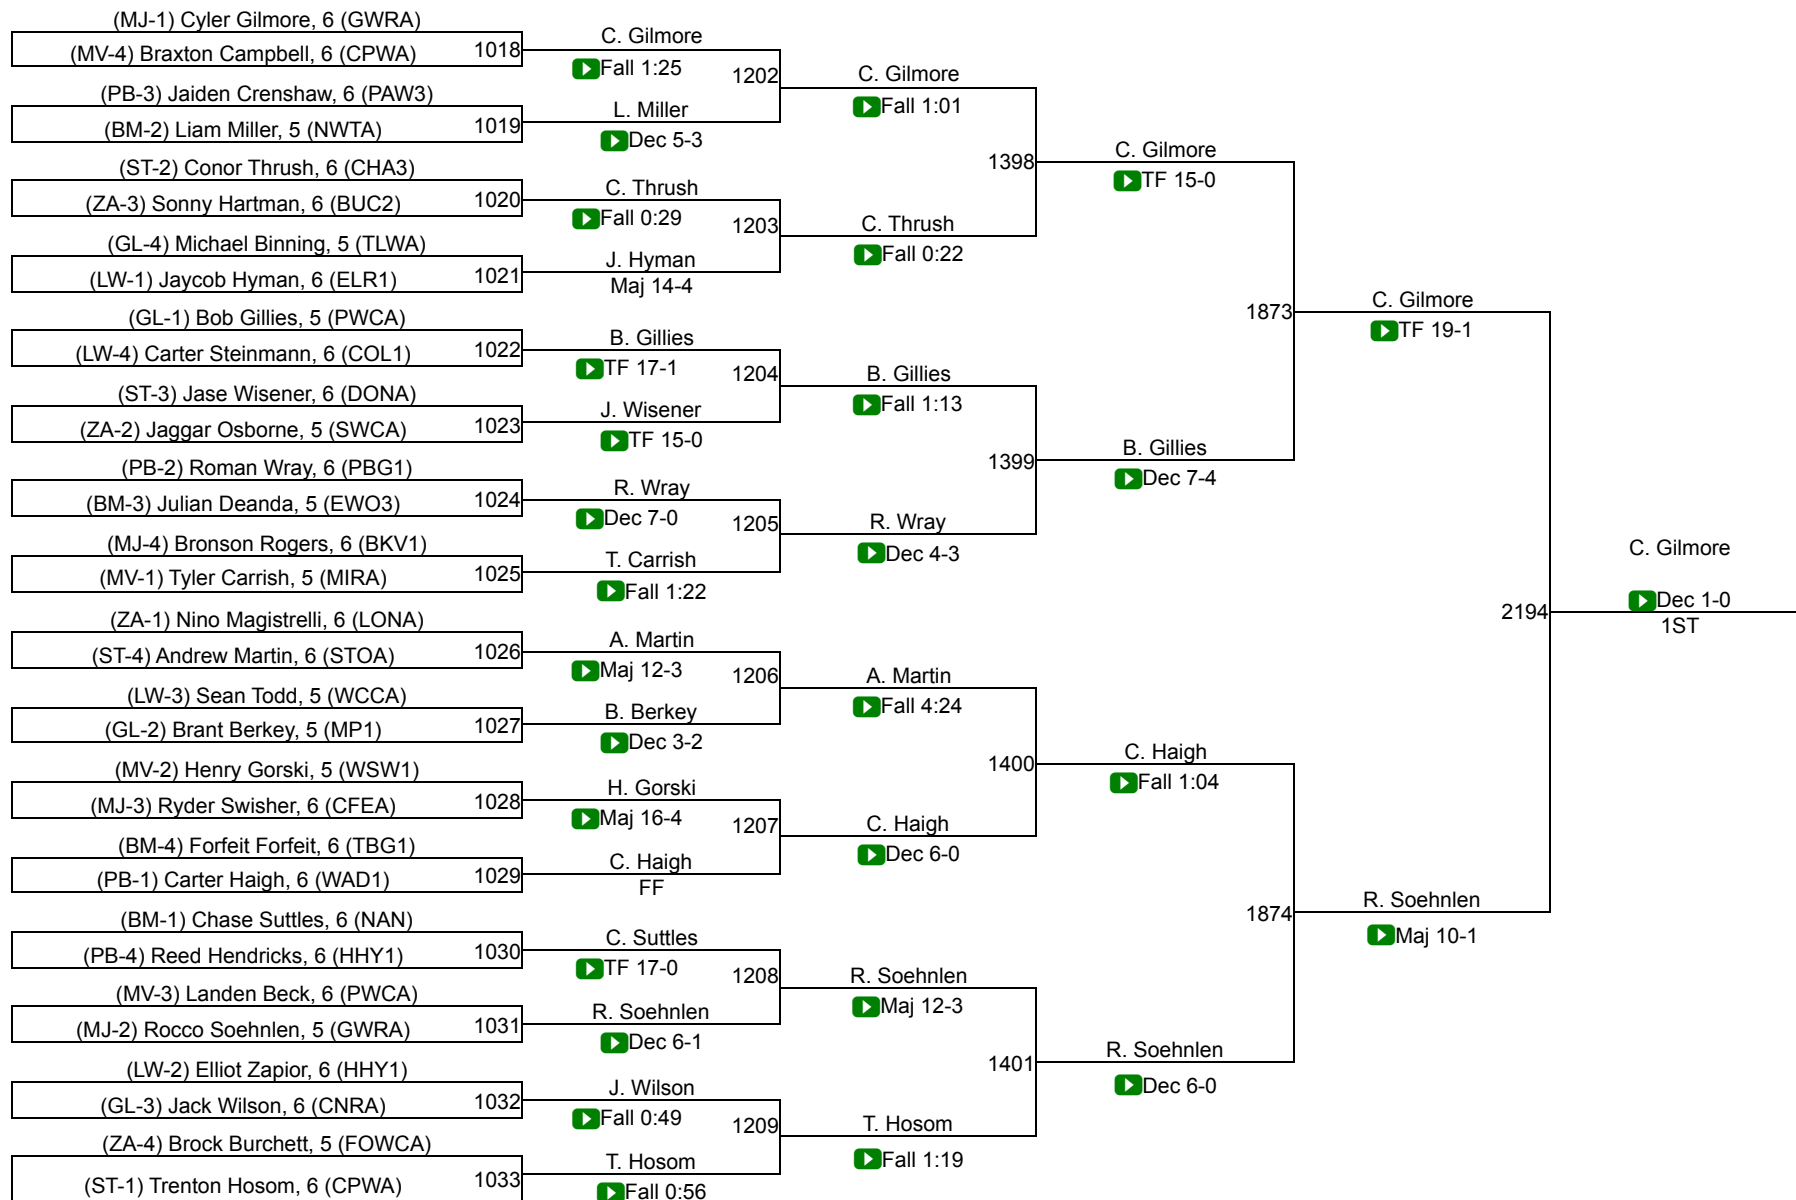 (MJ-1) Cyler Gilmore, 6 (GWRA)
(MV-4) Braxton Campbell, 6 (CPWA)
1018
(PB-3) Jaiden Crenshaw, 6 (PAW3)
(BM-2) Liam Miller, 5 (NWTA)
1019
(ST-2) Conor Thrush, 6 (CHA3)
(ZA-3) Sonny Hartman, 6 (BUC2)
1020
(GL-4) Michael Binning, 5 (TLWA)
(LW-1) Jaycob Hyman, 6 (ELR1)
1021
(GL-1) Bob Gillies, 5 (PWCA)
(LW-4) Carter Steinmann, 6 (COL1)
1022
(ST-3) Jase Wisener, 6 (DONA)
(ZA-2) Jaggar Osborne, 5 (SWCA)
1023
(PB-2) Roman Wray, 6 (PBG1)
(BM-3) Julian Deanda, 5 (EWO3)
1024
(MJ-4) Bronson Rogers, 6 (BKV1)
(MV-1) Tyler Carrish, 5 (MIRA)
1025
(ZA-1) Nino Magistrelli, 6 (LONA)
(ST-4) Andrew Martin, 6 (STOA)
1026
(LW-3) Sean Todd, 5 (WCCA)
(GL-2) Brant Berkey, 5 (MP1)
1027
(MV-2) Henry Gorski, 5 (WSW1)
(MJ-3) Ryder Swisher, 6 (CFEA)
1028
(BM-4) Forfeit Forfeit, 6 (TBG1)
(PB-1) Carter Haigh, 6 (WAD1)
1029
(BM-1) Chase Suttles, 6 (NAN)
(PB-4) Reed Hendricks, 6 (HHY1)
1030
(MV-3) Landen Beck, 6 (PWCA)
(MJ-2) Rocco Soehnlen, 5 (GWRA)
1031
(LW-2) Elliot Zapior, 6 (HHY1)
(GL-3) Jack Wilson, 6 (CNRA)
1032
(ZA-4) Brock Burchett, 5 (FOWCA)
(ST-1) Trenton Hosom, 6 (CPWA)
1033
C. Gilmore
Fall 1:25
1202
L. Miller
Dec 5-3
C. Thrush
Fall 0:29
1203
J. Hyman
Maj 14-4
B. Gillies
TF 17-1
1204
J. Wisener
TF 15-0
R. Wray
Dec 7-0
1205
T. Carrish
Fall 1:22
A. Martin
Maj 12-3
1206
B. Berkey
Dec 3-2
H. Gorski
Maj 16-4
1207
C. Haigh
FF
C. Suttles
TF 17-0
1208
R. Soehnlen
Dec 6-1
J. Wilson
Fall 0:49
1209
T. Hosom
Fall 0:56
C. Gilmore
Fall 1:01
1398
C. Thrush
Fall 0:22
B. Gillies
Fall 1:13
1399
R. Wray
Dec 4-3
A. Martin
Fall 4:24
1400
C. Haigh
Dec 6-0
R. Soehnlen
Maj 12-3
1401
T. Hosom
Fall 1:19
C. Gilmore
TF 15-0
1873
B. Gillies
Dec 7-4
C. Haigh
Fall 1:04
1874
R. Soehnlen
Dec 6-0
C. Gilmore
TF 19-1
2194
R. Soehnlen
Maj 10-1
C. Gilmore
Dec 1-0
1ST